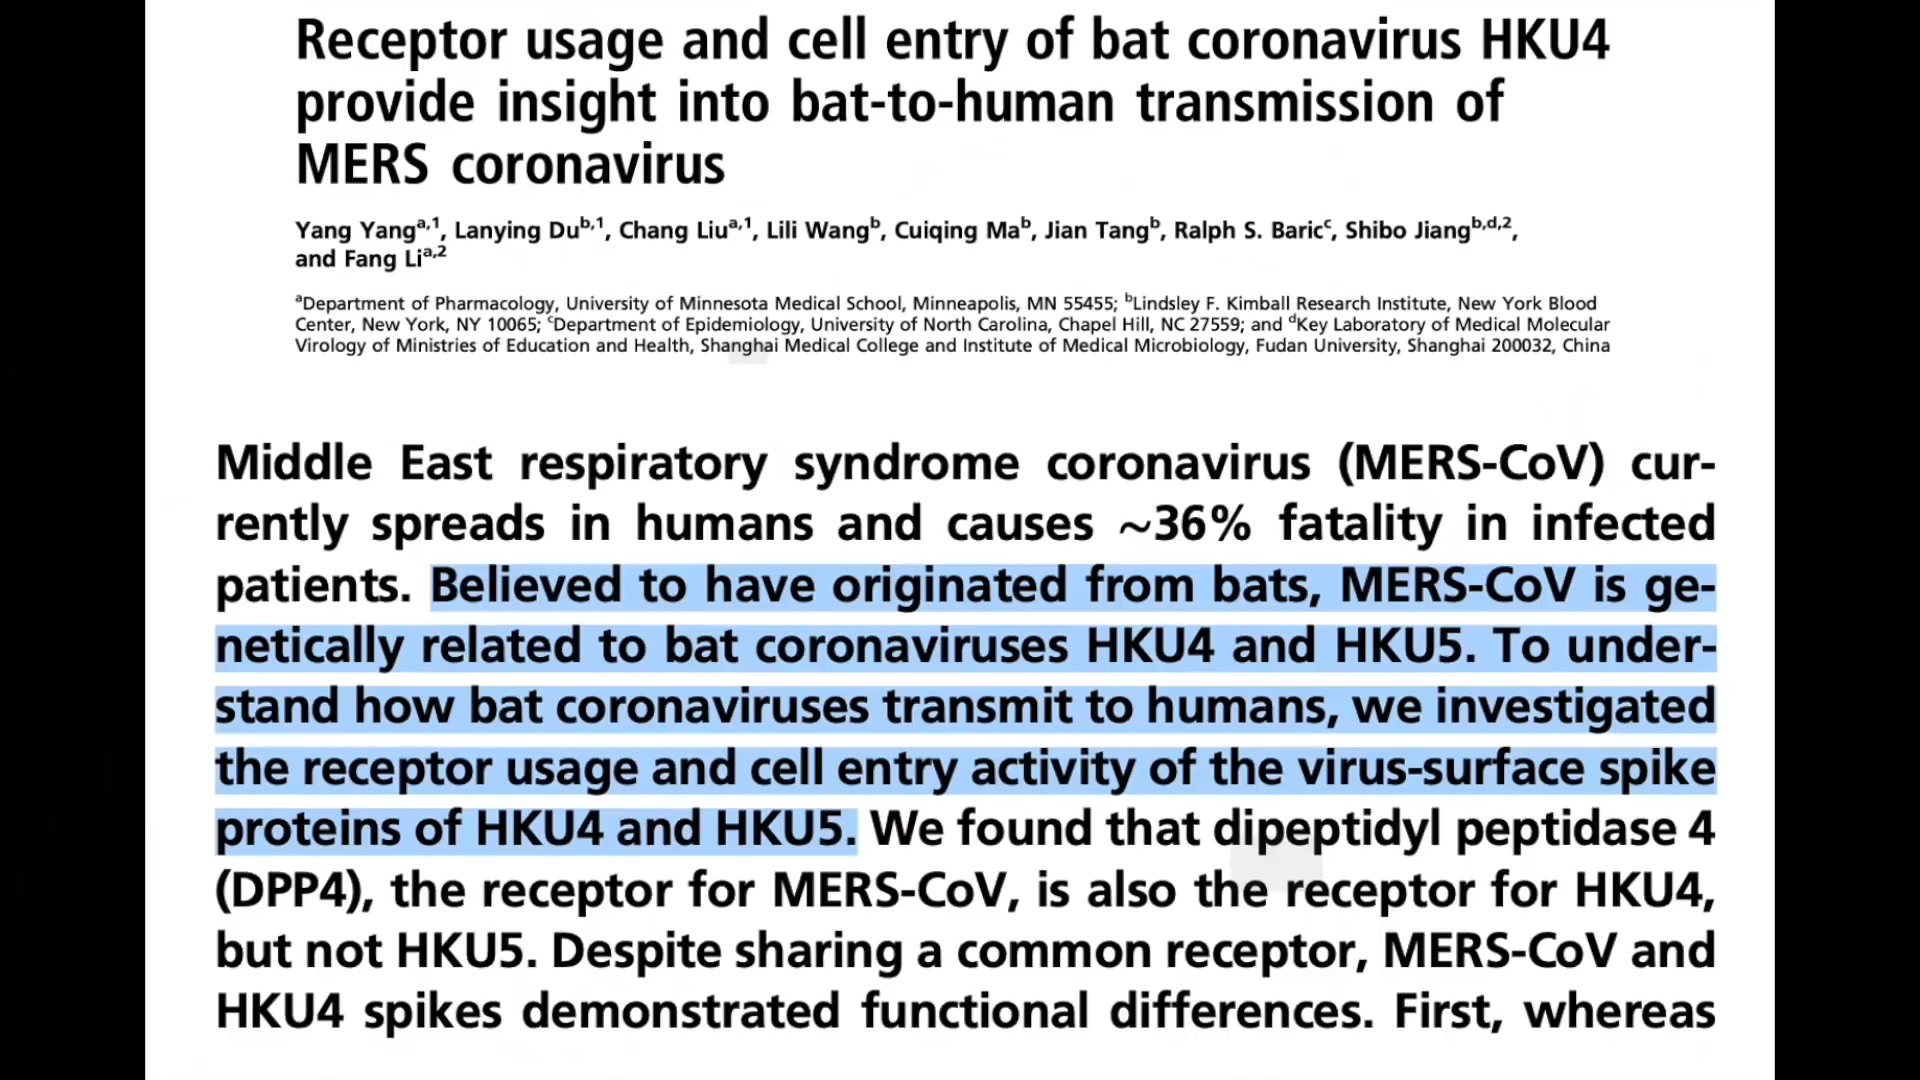 Receptor usage and cell entry of bat coronavirus HKU4
provide insight into bat-to-human transmission of
MERS coronavirus
Yang Yangᵃ,¹, Lanying Duᵇ,¹, Chang Liuᵃ,¹, Lili Wangᵇ, Cuiqing Maᵇ, Jian Tangᵇ, Ralph S. Baricᶜ, Shibo Jiangᵇ,ᵈ,²,
and Fang Liᵃ,²
ᵃDepartment of Pharmacology, University of Minnesota Medical School, Minneapolis, MN 55455; ᵇLindsley F. Kimball Research Institute, New York Blood
Center, New York, NY 10065; ᶜDepartment of Epidemiology, University of North Carolina, Chapel Hill, NC 27559; and ᵈKey Laboratory of Medical Molecular
Virology of Ministries of Education and Health, Shanghai Medical College and Institute of Medical Microbiology, Fudan University, Shanghai 200032, China
Middle East respiratory syndrome coronavirus (MERS-CoV) cur-
rently spreads in humans and causes ~36% fatality in infected
patients. Believed to have originated from bats, MERS-CoV is ge-
netically related to bat coronaviruses HKU4 and HKU5. To under-
stand how bat coronaviruses transmit to humans, we investigated
the receptor usage and cell entry activity of the virus-surface spike
proteins of HKU4 and HKU5. We found that dipeptidyl peptidase 4
(DPP4), the receptor for MERS-CoV, is also the receptor for HKU4,
but not HKU5. Despite sharing a common receptor, MERS-CoV and
HKU4 spikes demonstrated functional differences. First, whereas